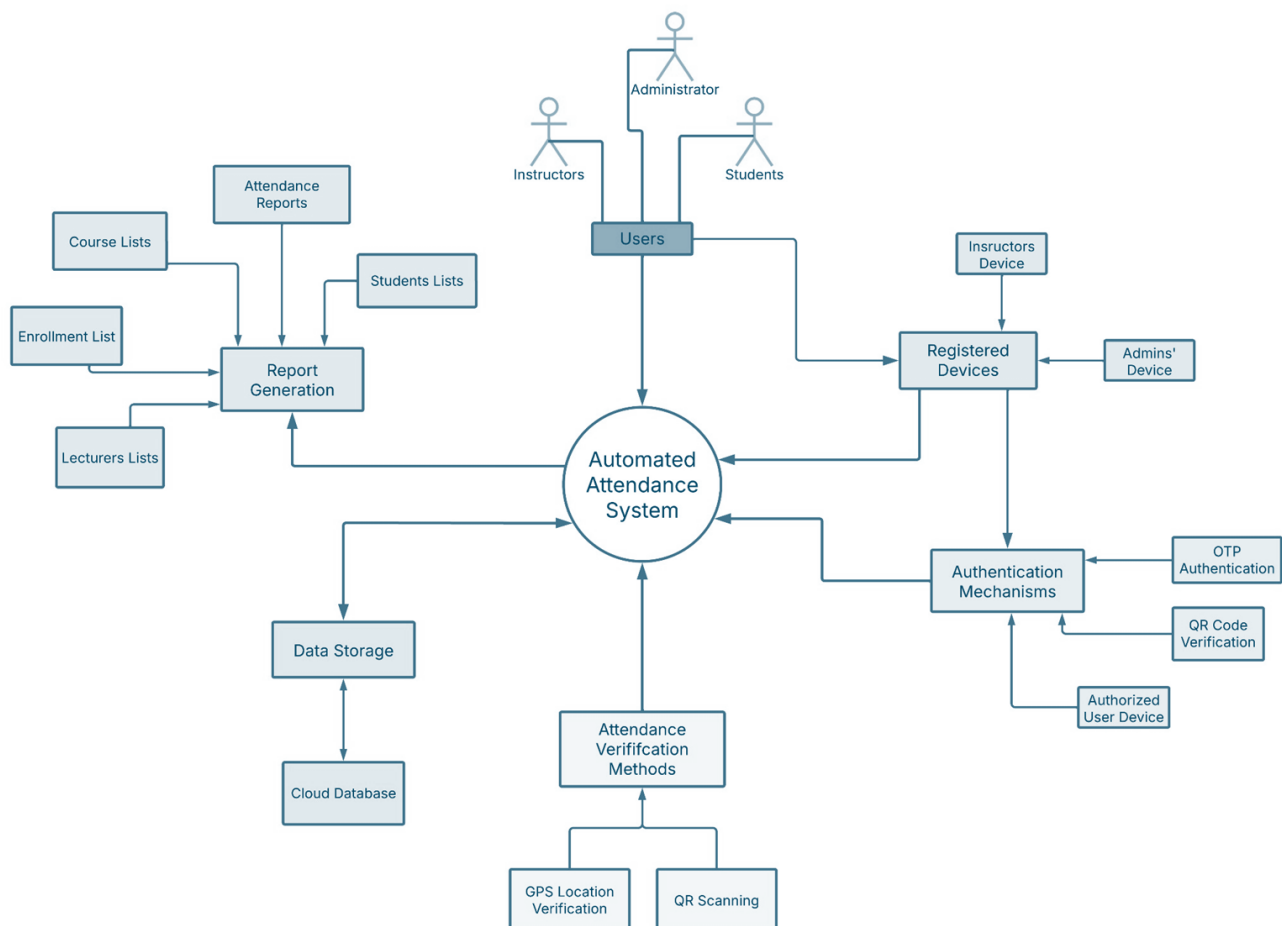 Administrator
Instructors
Students
Users
Attendance
Reports
Course Lists
Students Lists
Enrollment List
Report
Generation
Lecturers Lists
Insructors
Device
Registered
Devices
Admins'
Device
Automated
Attendance
System
Authentication
Mechanisms
OTP
Authentication
QR Code
Verification
Authorized
User Device
Data Storage
Cloud Database
Attendance
Verififcation
Methods
GPS Location
Verification
QR Scanning